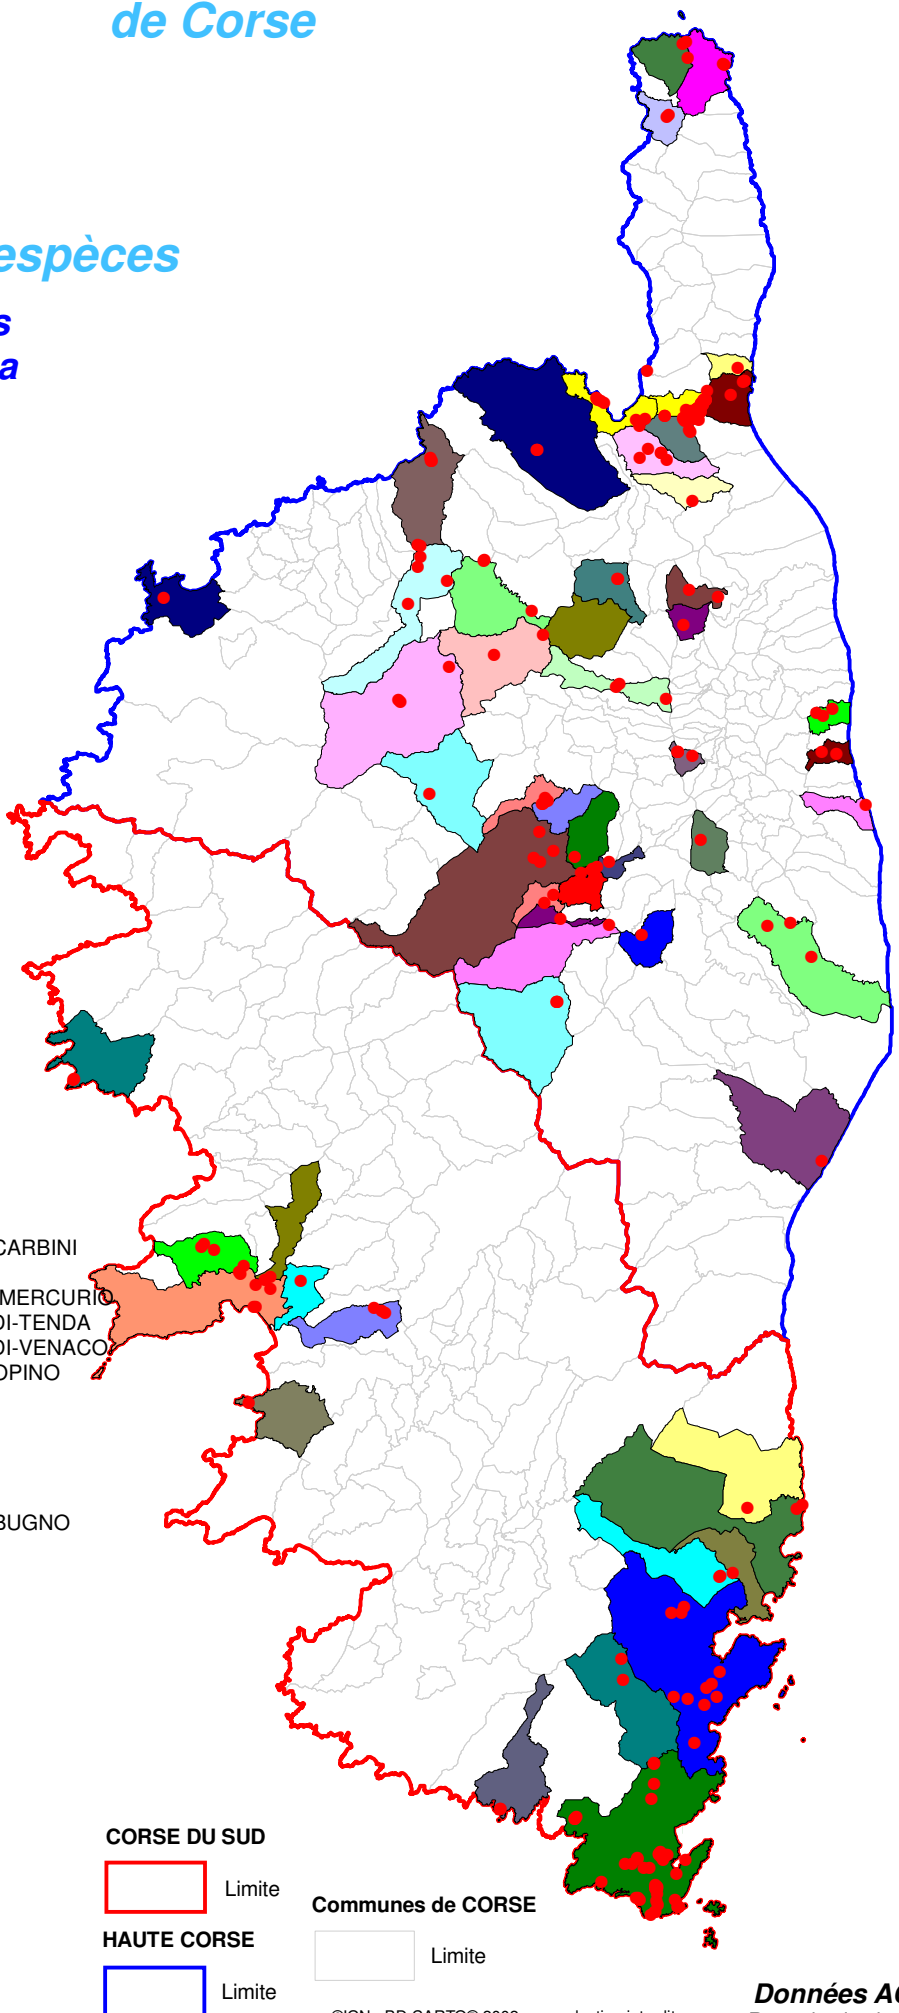 de Corse
espèces
s
a
CARBINI
MERCURIO
DI-TENDA
DI-VENACO
OPINO
BUGNO
CORSE DU SUD
Limite
Communes de CORSE
HAUTE CORSE
Limite
Limite
Données